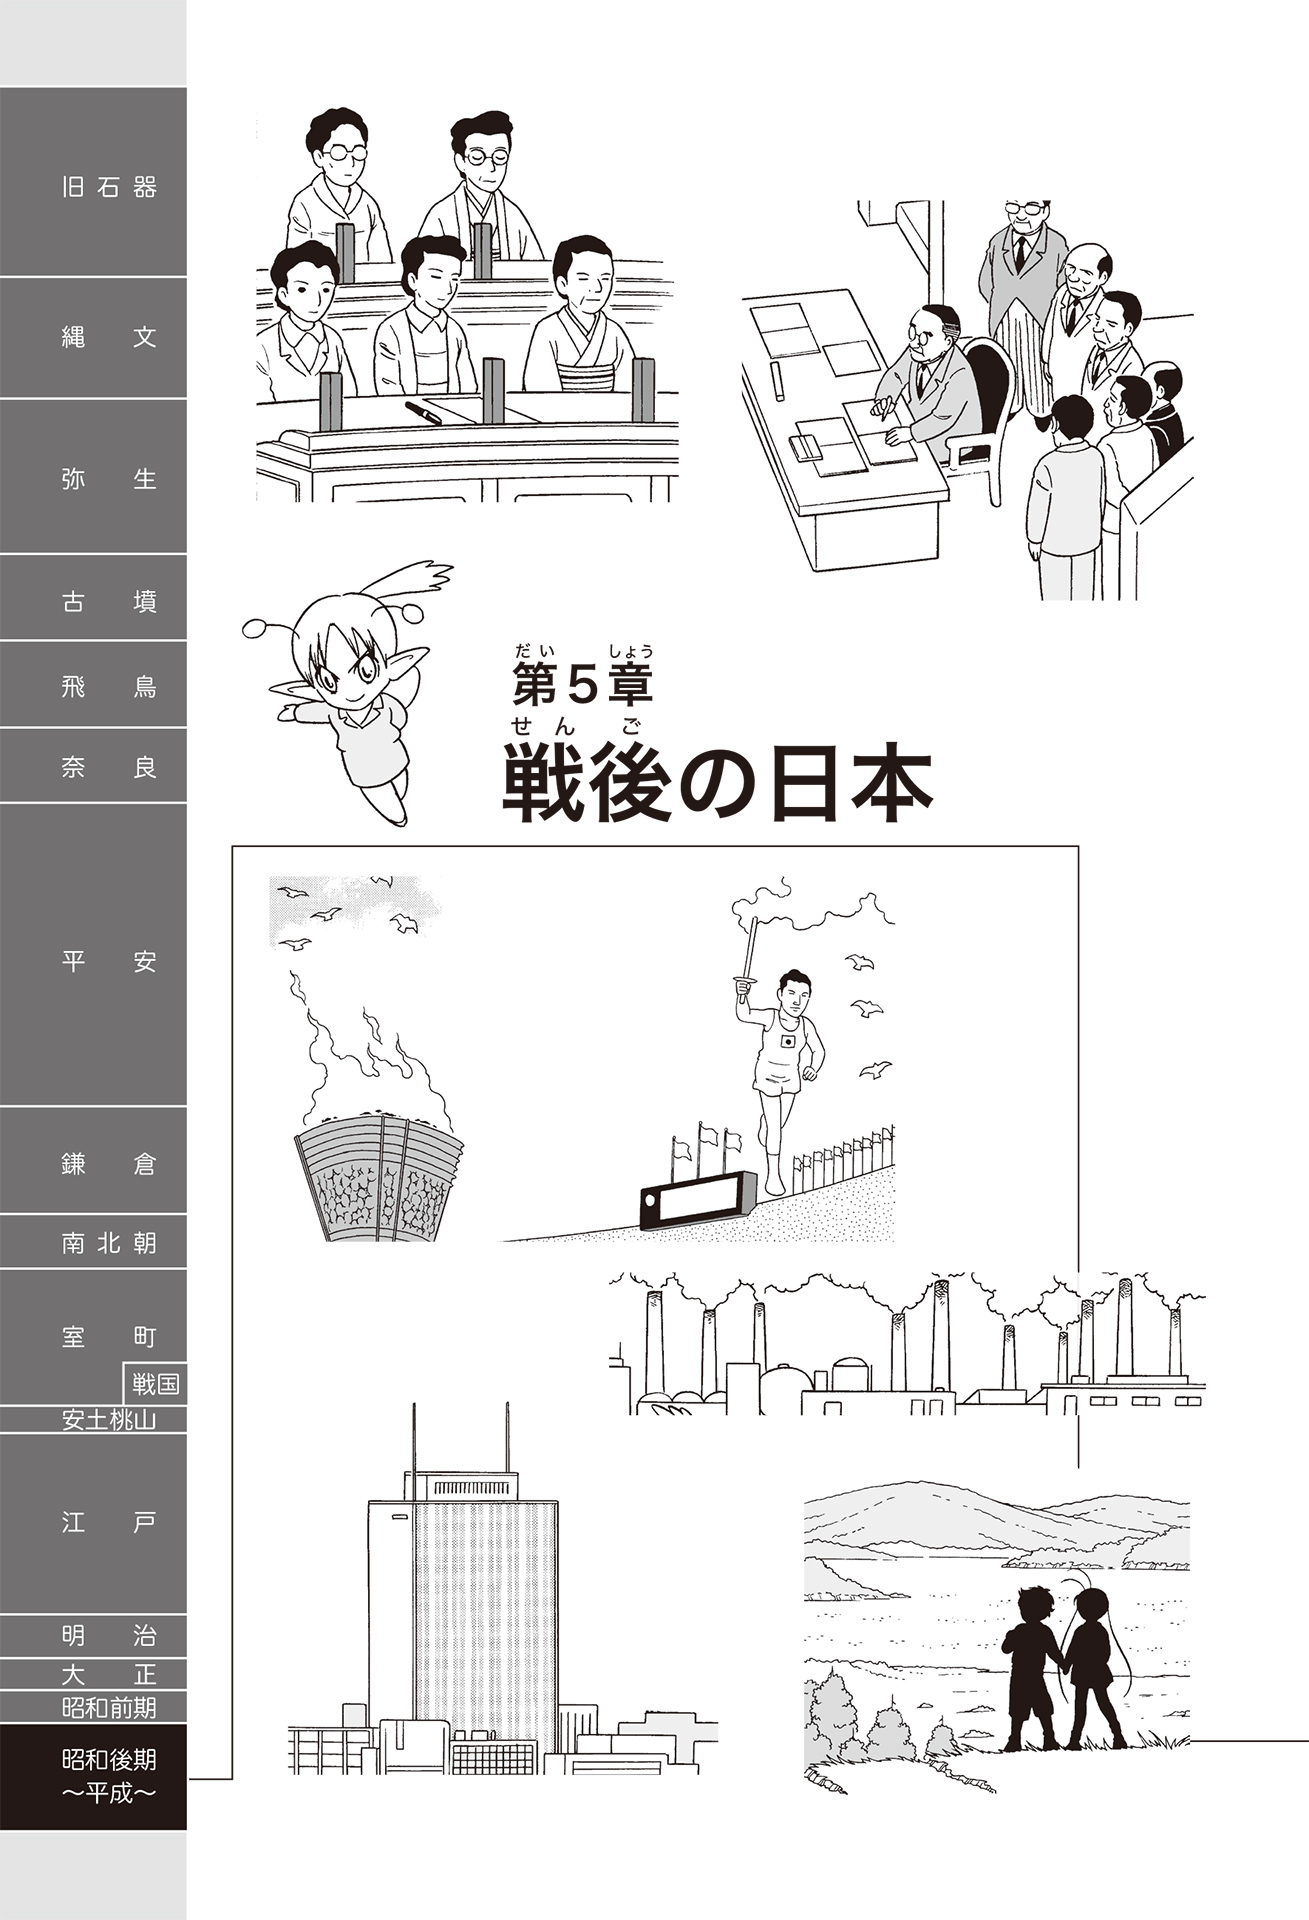 旧石器
縄文
弥生
古墳
飛鳥
奈良
平安
鎌倉
南北朝
室町
戦国
安土桃山
江戸
明治
大正
昭和前期
昭和後期
〜平成〜
だい しょう
第5章
せん ご
戦後の日本